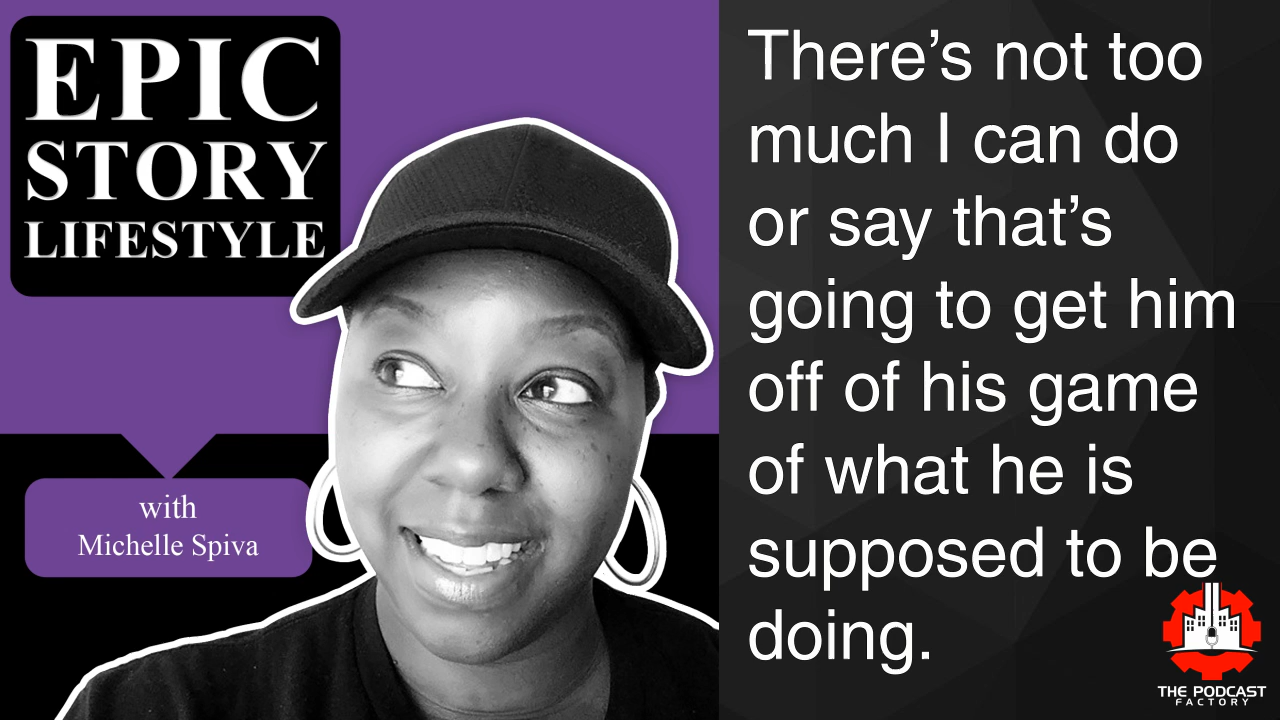 EPIC
STORY
LIFESTYLE
with
Michelle Spiva
There’s not too
much I can do
or say that’s
going to get him
off of his game
of what he is
supposed to be
doing.
THE PODCAST
FACTORY